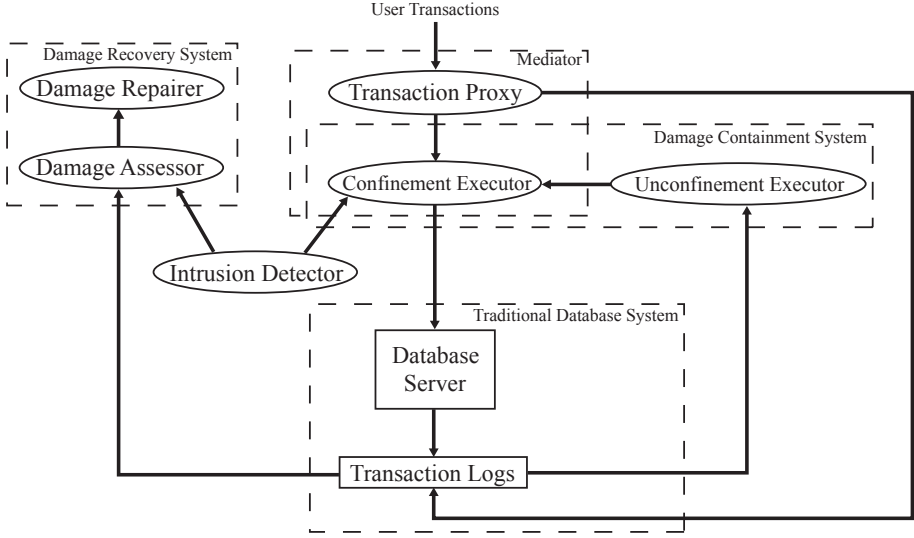 User Transactions
Damage Recovery System
Mediator
Damage Repairer
Transaction Proxy
Damage Containment System
Damage Assessor
Confinement Executor
Unconfinement Executor
Intrusion Detector
Traditional Database System
Database
Server
Transaction Logs